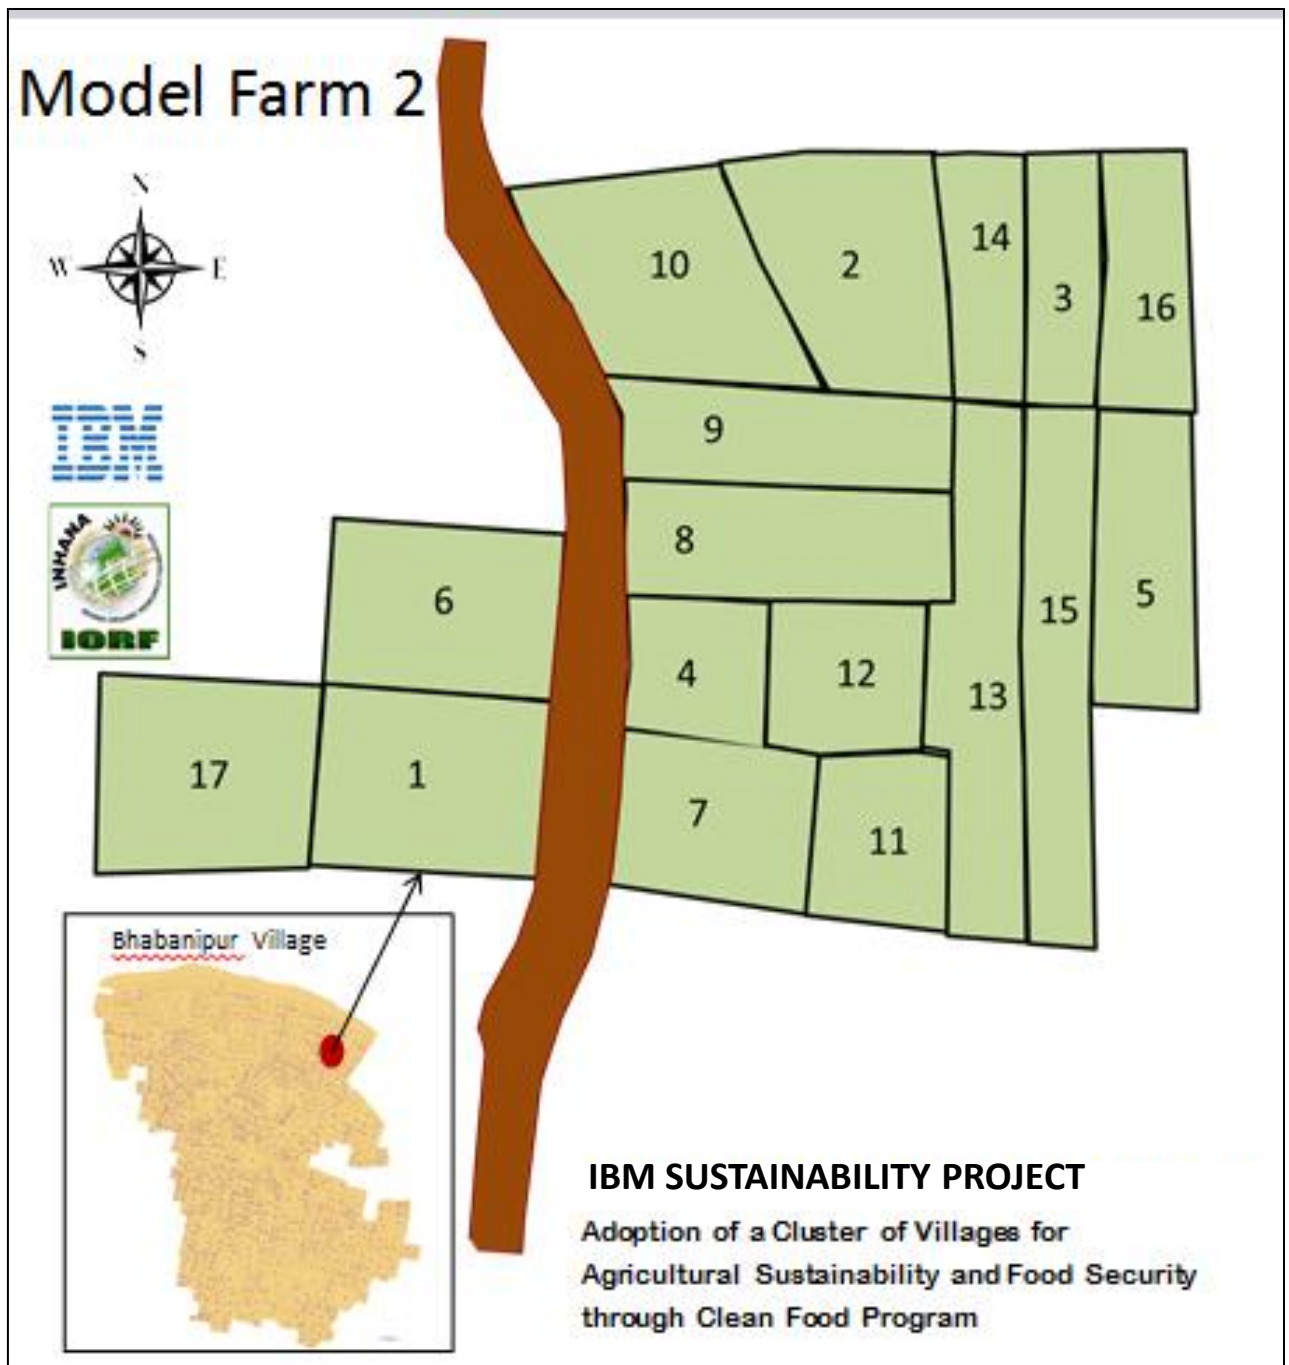 Model Farm 2
N
W E
S
IBM
INHANA
IORF
10
2
14
3
16
9
8
6
4
12
13
15
5
17
1
7
11
Bhabanipur Village
IBM SUSTAINABILITY PROJECT
Adoption of a Cluster of Villages for
Agricultural Sustainability and Food Security
through Clean Food Program